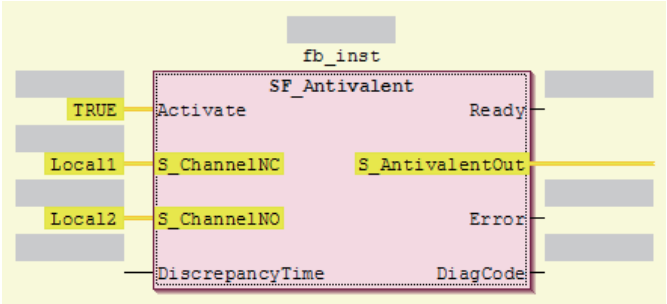 fb_inst
SF_Antivalent
TRUE Activate Ready
Local1 S_ChannelNC S_AntivalentOut
Local2 S_ChannelNO Error
DiscrepancyTime DiagCode